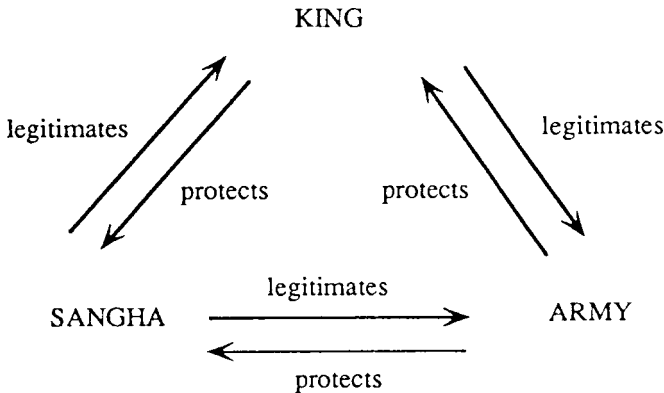 KING
legitimates
legitimates
protects
protects
legitimates
SANGHA
ARMY
protects